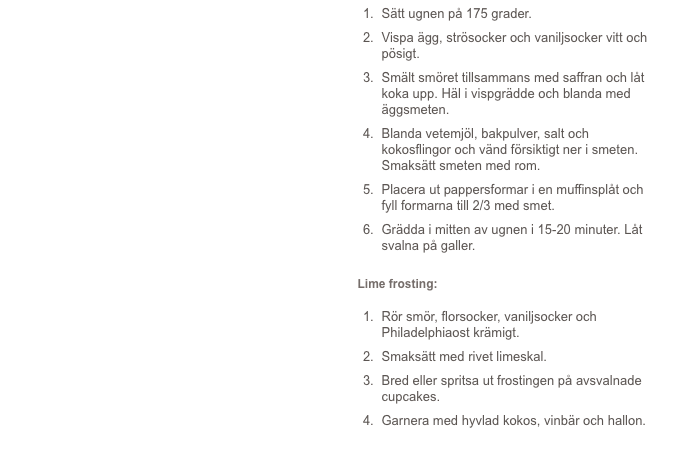 1. Sätt ugnen på 175 grader.
2. Vispa ägg, strösocker och vaniljsocker vitt och
pösigt.
3. Smält smöret tillsammans med saffran och låt
koka upp. Häl i vispgrädde och blanda med
äggsmeten.
4. Blanda vetemjöl, bakpulver, salt och
kokosflingor och vänd försiktigt ner i smeten.
Smaksätt smeten med rom.
5. Placera ut pappersformar i en muffinsplåt och
fyll formarna till 2/3 med smet.
6. Grädda i mitten av ugnen i 15-20 minuter. Låt
svalna på galler.
Lime frosting:
1. Rör smör, florsocker, vaniljsocker och
Philadelphiaost krämigt.
2. Smaksätt med rivet limeskal.
3. Bred eller spritsa ut frostingen på avsvalnade
cupcakes.
4. Garnera med hyvlad kokos, vinbär och hallon.